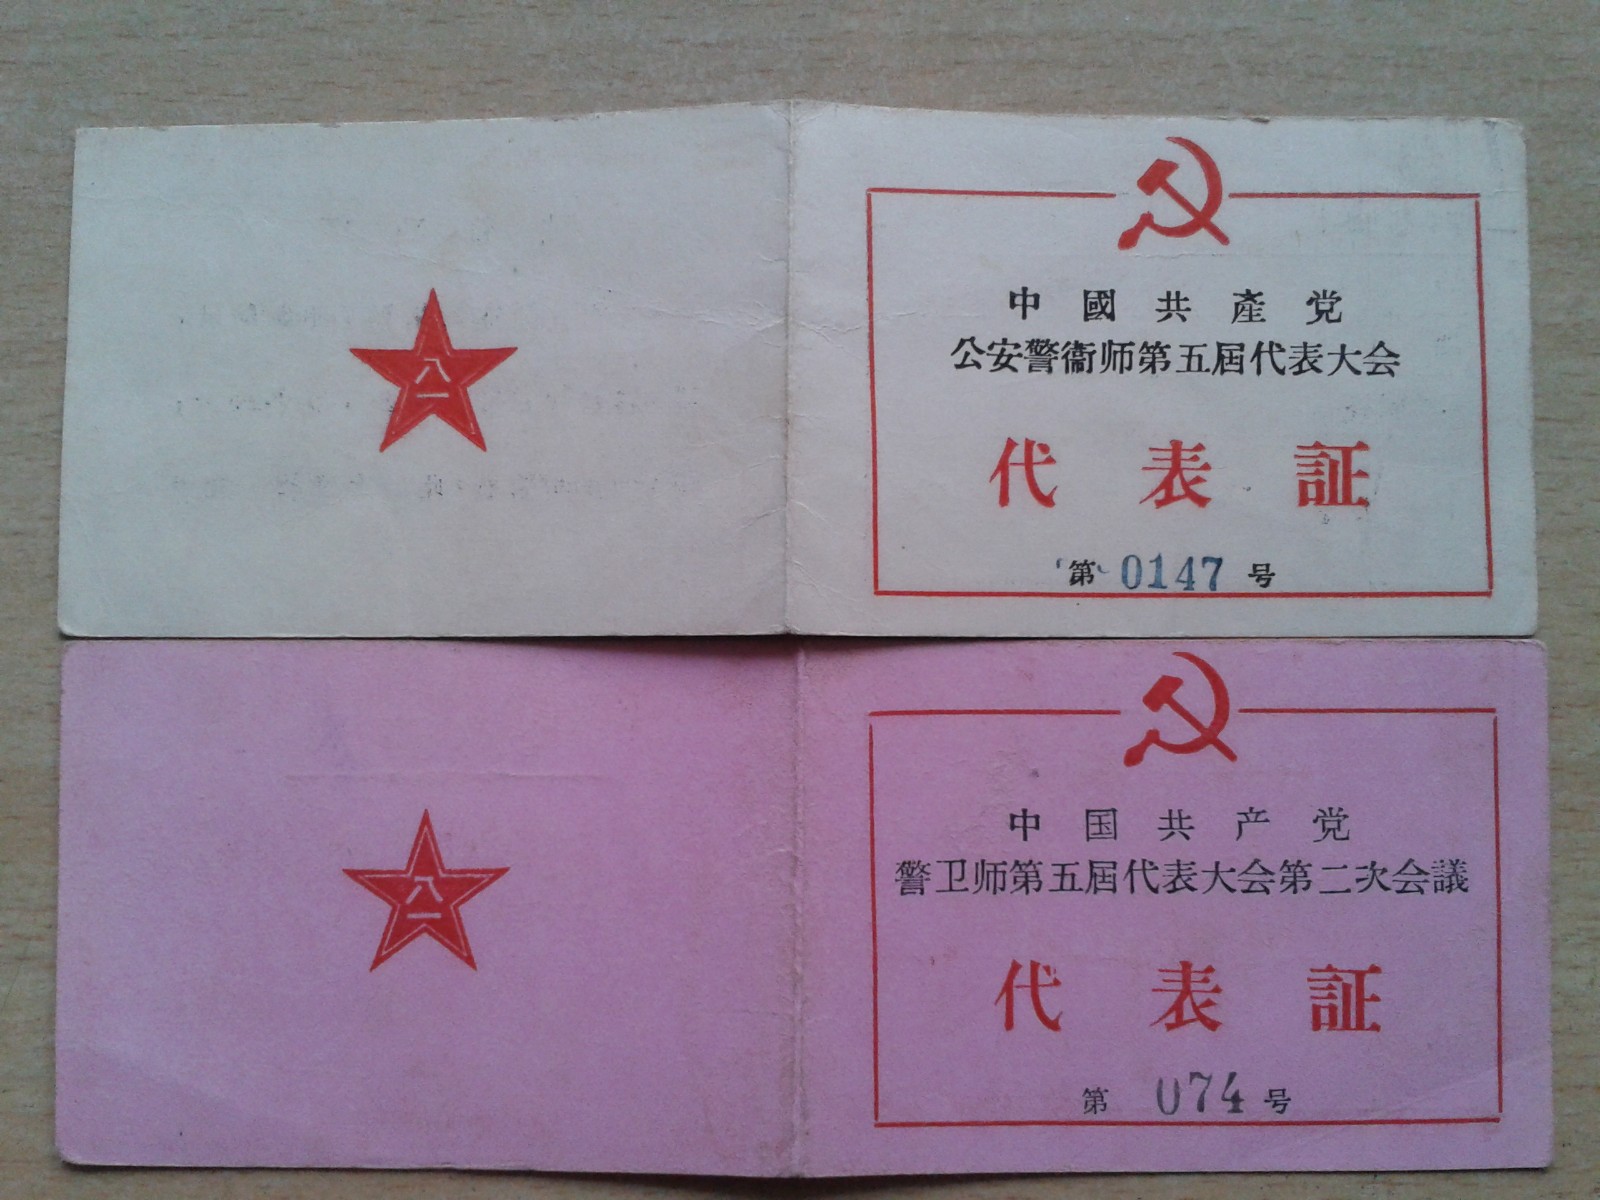 八一
中國共產党
公安警衞师第五屆代表大会
代表証
第 0147 号
八一
中国共产党
警卫师第五屆代表大会第二次会議
代表証
第 074 号